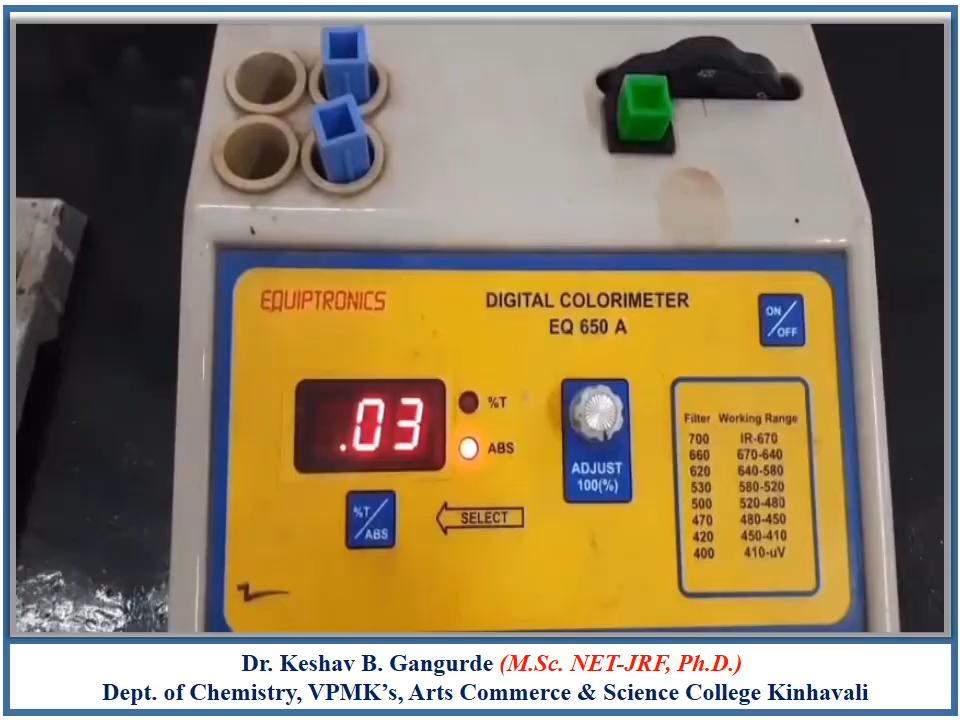 EQUIPTRONICS
DIGITAL COLORIMETER
EQ 650 A
ON/OFF
.03
%T
ABS
ADJUST
100(%)
%T/ABS
SELECT
Filter Working Range
700 IR-670
660 670-640
620 640-580
530 580-520
500 520-480
470 480-450
420 450-410
400 410-uV
Dr. Keshav B. Gangurde (M.Sc. NET-JRF, Ph.D.)
Dept. of Chemistry, VPMK’s, Arts Commerce & Science College Kinhavali